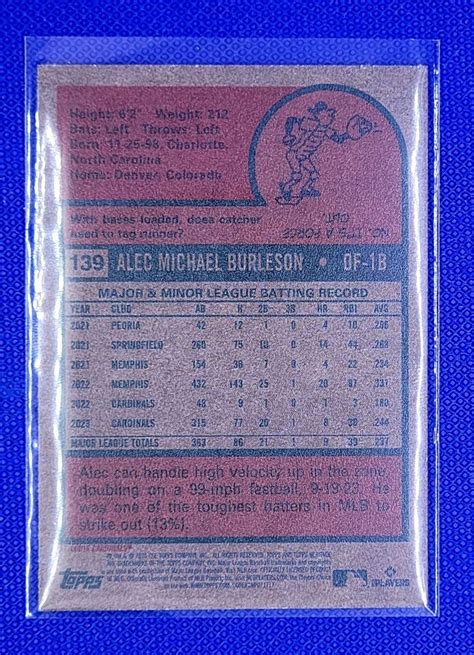 Height: 6'2" Weight: 212
Bats: Left Throws: Left
Born: 11-25-98, Charlotte,
North Carolina
Home: Denver, Colorado
With bases loaded, does catcher
need to tag runner?
NO. IT'S A FORCE
OUT.
139 ALEC MICHAEL BURLESON • OF-1B
MAJOR & MINOR LEAGUE BATTING RECORD
YEAR CLUB AB H 2B 3B HR RBI AVG
2021 PEORIA 42 12 1 0 4 10 .286
2021 SPRINGFIELD 260 75 10 0 14 44 .288
2021 MEMPHIS 154 36 7 0 4 22 .234
2022 MEMPHIS 432 143 25 1 20 87 .331
2022 CARDINALS 48 9 1 0 1 3
2023 CARDINALS 315 77 20 1 8 36 .244
MAJOR LEAGUE TOTALS 363 86 21 1 9 39 .237
Alec can handle high velocity up in the zone,
doubling on a 99-mph fastball, 9-19-23. He
was one of the toughest batters in MLB to
strike out (13%).
TOPPS
PLAYERS